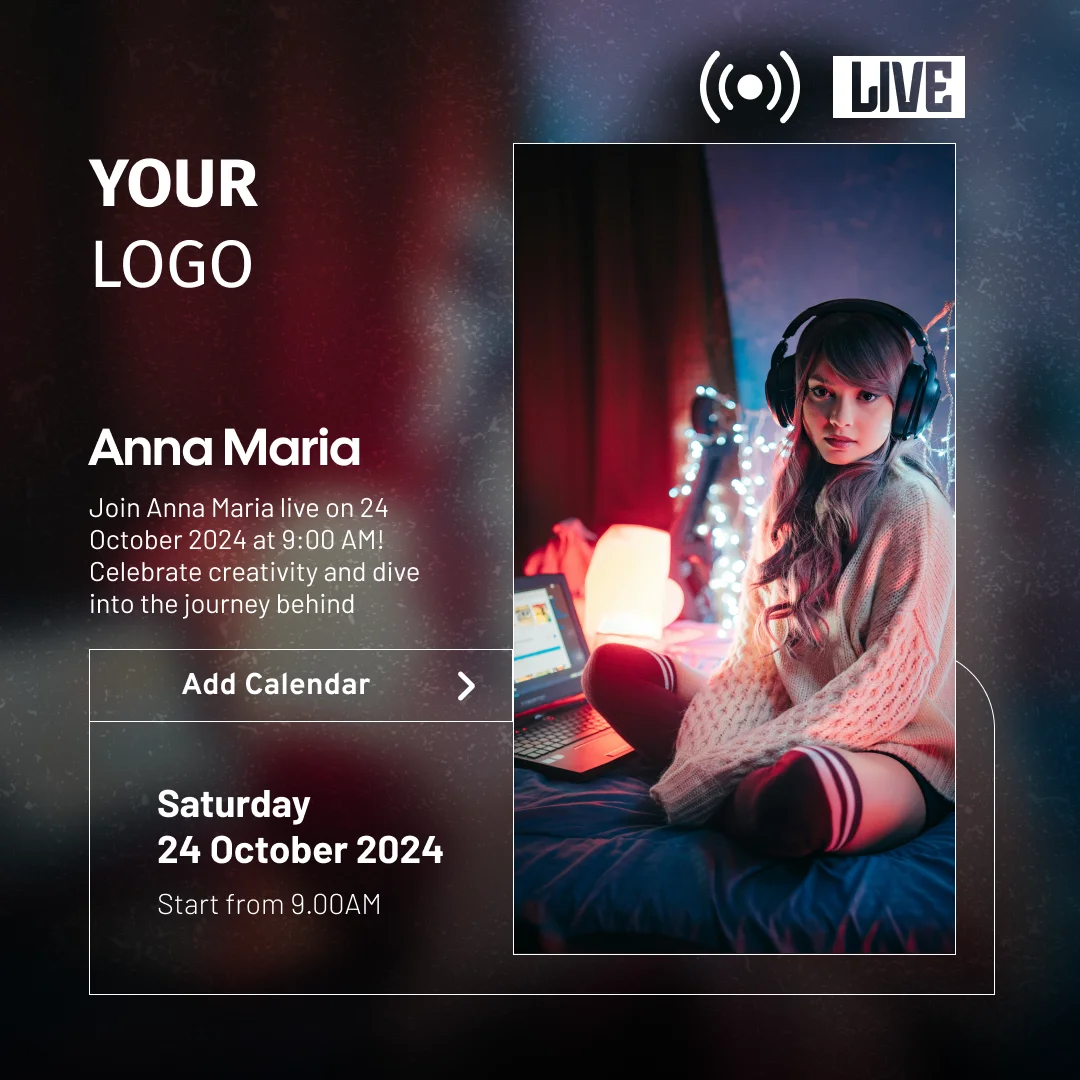 LIVE
YOUR
LOGO
Anna Maria
Join Anna Maria live on 24
October 2024 at 9:00 AM!
Celebrate creativity and dive
into the journey behind
Add Calendar
Saturday
24 October 2024
Start from 9.00AM